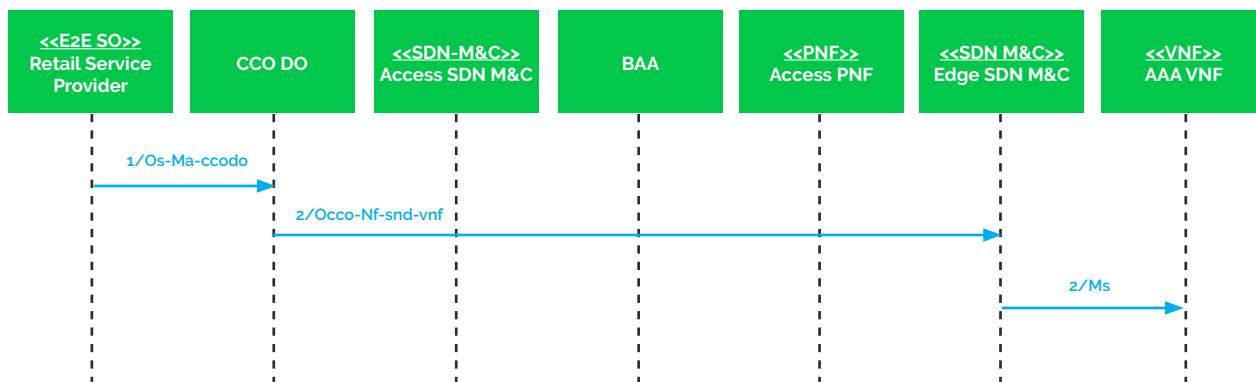 <<E2E SO>>
Retail Service
Provider
CCO DO
<<SDN-M&C>>
Access SDN M&C
BAA
<<PNF>>
Access PNF
<<SDN M&C>>
Edge SDN M&C
<<VNF>>
AAA VNF
1/Os-Ma-ccodo
2/Occo-Nf-snd-vnf
2/Ms